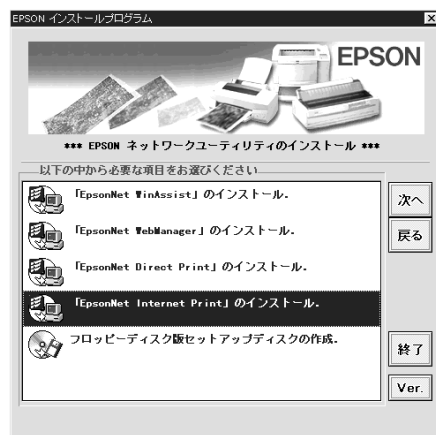 EPSON インストールプログラム
EPSON
*** EPSON ネットワークユーティリティのインストール ***
以下の中から必要な項目をお選びください
「EpsonNet WinAssist」のインストール.
「EpsonNet WebManager」のインストール.
「EpsonNet Direct Print」のインストール.
「EpsonNet Internet Print」のインストール.
フロッピーディスク版セットアップディスクの作成.
次へ
戻る
終了
Ver.